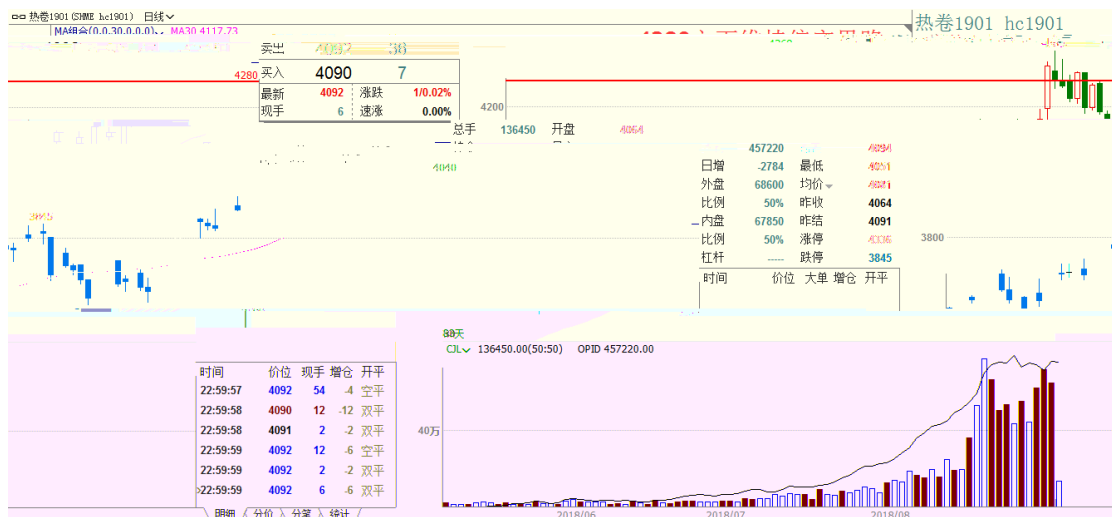 热卷1901(SHME hc1901) 日线
热卷1901 hc1901
MA组合(0,0,30,0,0,0) MA30 4117.73
卖出 4092 36
4280
买入 4090 7
最新 4092 涨跌 1/0.02%
现手 6 速涨 0.00%
4200
总手 136450 开盘 4064
457220
4040
日增 -2784 最低
外盘 68600 均价
比例 50% 昨收 4064
3845
内盘 67850 昨结 4091
比例 50% 涨停
3800
杠杆 ----- 跌停 3845
时间 价位 大单 增仓 开平
CJL 136450.00(50:50) OPID 457220.00
时间 价位 现手 增仓 开平
22:59:57 4092 54 -4 空平
22:59:58 4090 12 -12 双平
22:59:58 4091 2 -2 双平
40万
22:59:59 4092 12 -6 空平
22:59:59 4092 2 -2 双平
22:59:59 4092 6 -6 双平
明细 分价 分笔 统计
2018/06 2018/07 2018/08